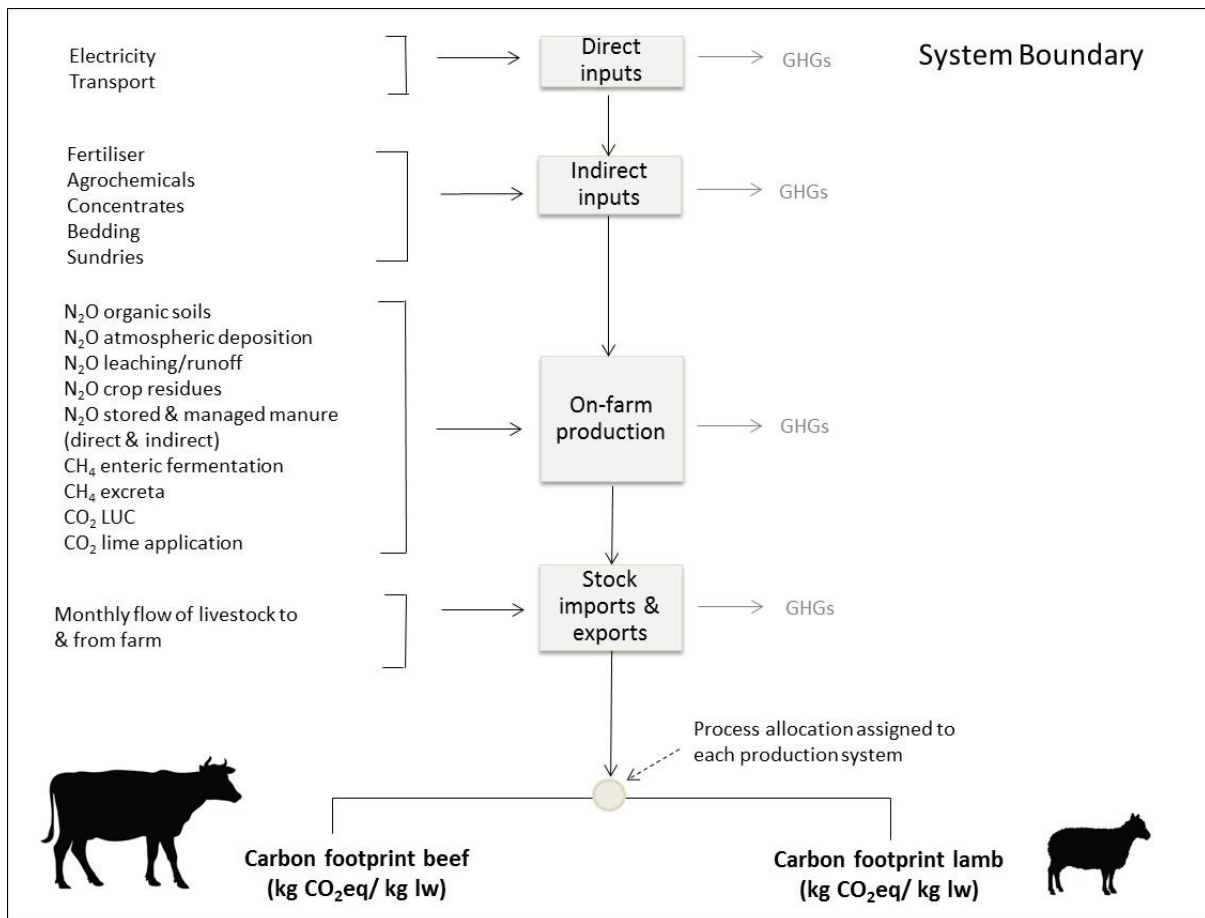 System Boundary
Electricity
Transport
Direct
inputs
GHGs
Fertiliser
Agrochemicals
Concentrates
Bedding
Sundries
Indirect
inputs
GHGs
N₂O organic soils
N₂O atmospheric deposition
N₂O leaching/runoff
N₂O crop residues
N₂O stored & managed manure
(direct & indirect)
CH₄ enteric fermentation
CH₄ excreta
CO₂ LUC
CO₂ lime application
On-farm
production
GHGs
Monthly flow of livestock to
& from farm
Stock
imports &
exports
GHGs
Process allocation assigned to
each production system
Carbon footprint beef
(kg CO₂eq/ kg lw)
Carbon footprint lamb
(kg CO₂eq/ kg lw)